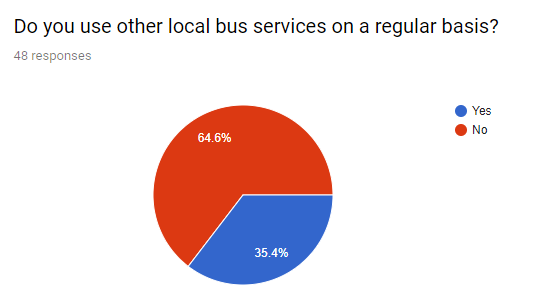 Do you use other local bus services on a regular basis?
48 responses
Yes
No
64.6%
35.4%